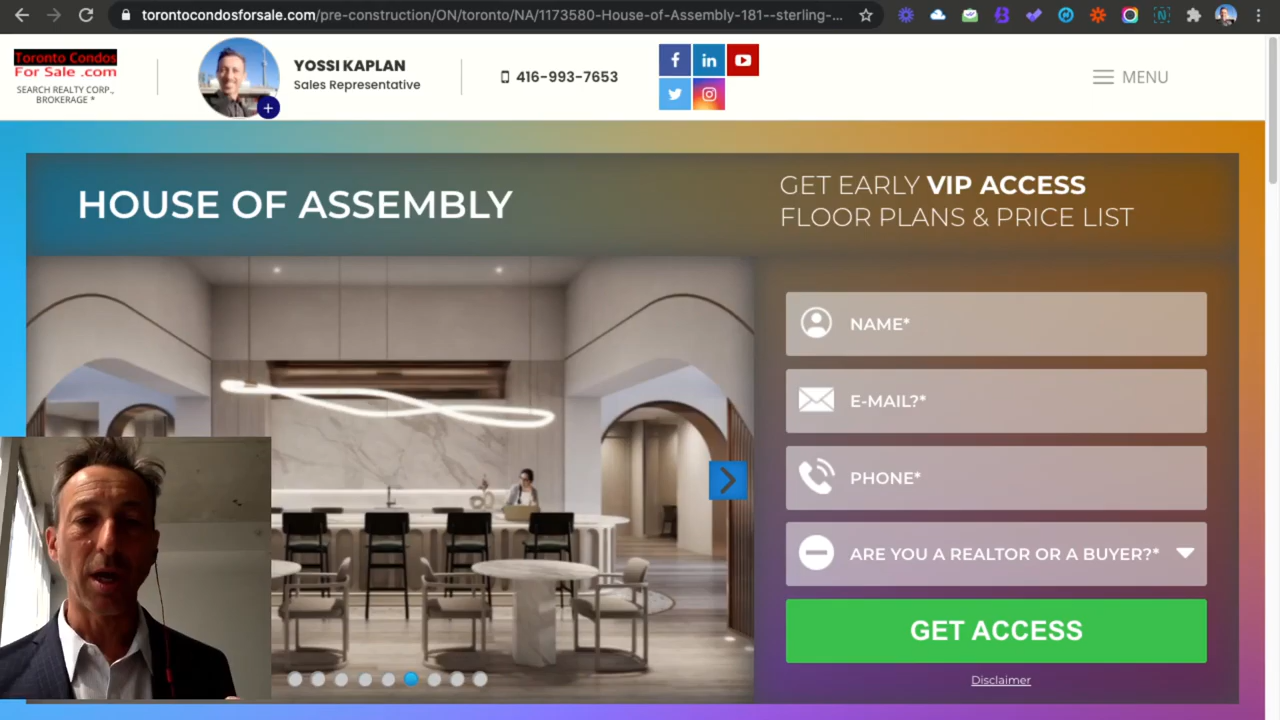 torontocondosforsale.com/pre-construction/ON/toronto/NA/1173580-House-of-Assembly-181--sterling-...
Toronto Condos
For Sale .com
SEARCH REALTY CORP.,
BROKERAGE *
YOSSI KAPLAN
Sales Representative
416-993-7653
MENU
HOUSE OF ASSEMBLY
GET EARLY VIP ACCESS
FLOOR PLANS & PRICE LIST
NAME*
E-MAIL?*
PHONE*
ARE YOU A REALTOR OR A BUYER?*
GET ACCESS
Disclaimer